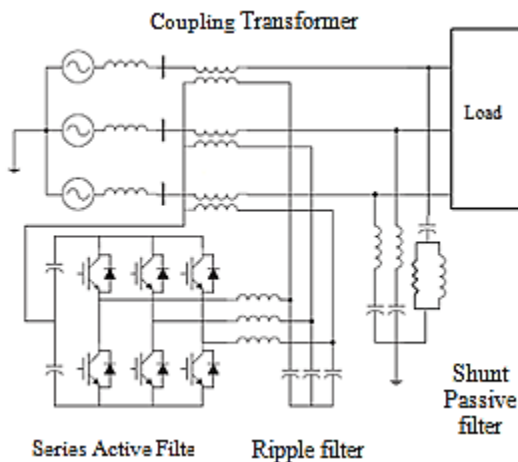 Coupling Transformer
Load
Shunt
Passive
filter
Series Active Filte
Ripple filter